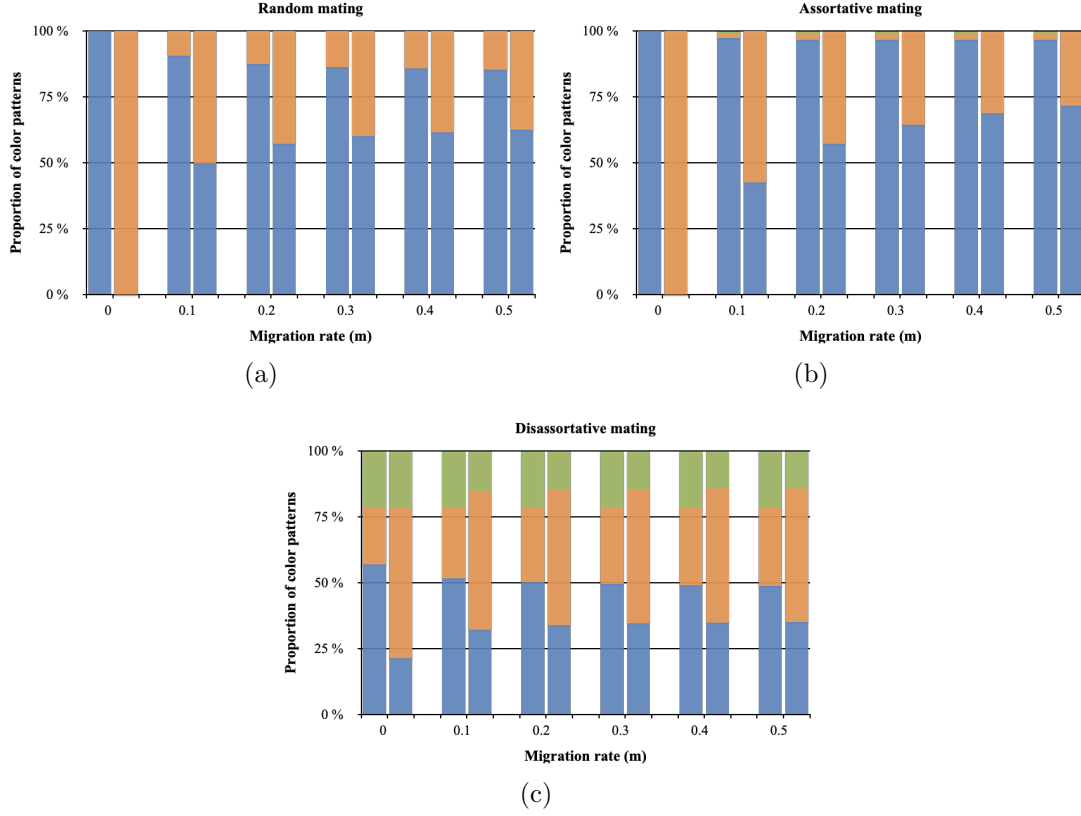 Random mating
Proportion of color patterns
100 %
75 %
50 %
25 %
0 %
0 0.1 0.2 0.3 0.4 0.5
Migration rate (m)
(a)
Assortative mating
Proportion of color patterns
100 %
75 %
50 %
25 %
0 %
0 0.1 0.2 0.3 0.4 0.5
Migration rate (m)
(b)
Disassortative mating
Proportion of color patterns
100 %
75 %
50 %
25 %
0 %
0 0.1 0.2 0.3 0.4 0.5
Migration rate (m)
(c)